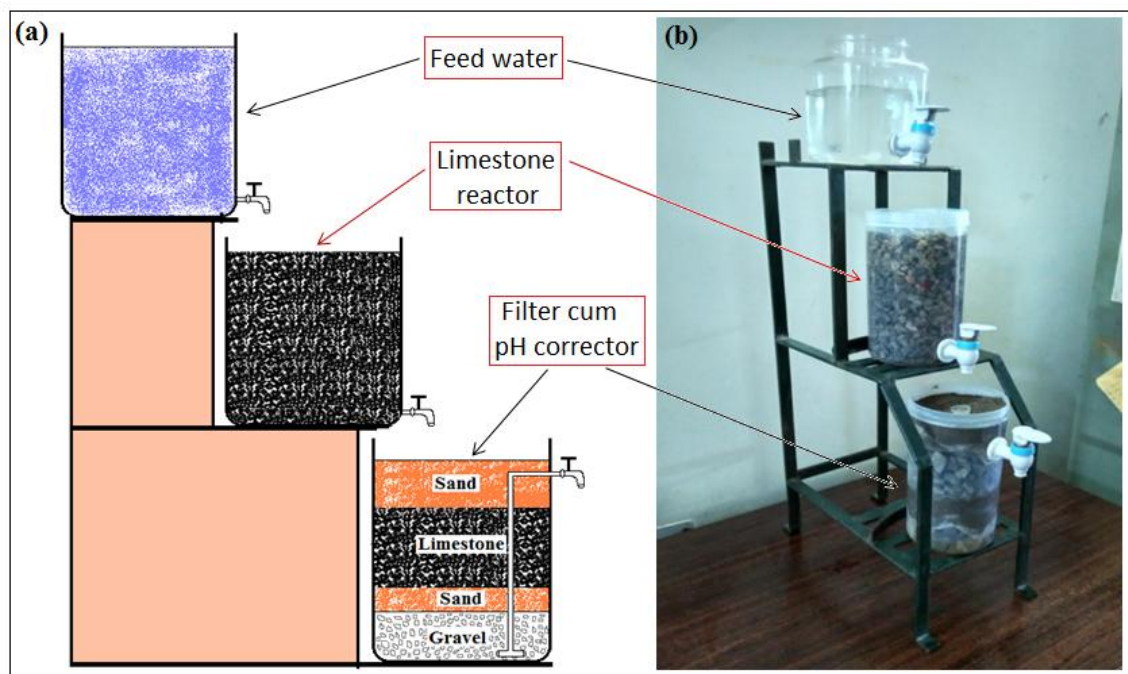 (a)
(b)
Feed water
Limestone
reactor
Filter cum
pH corrector
Sand
Limestone
Sand
Gravel